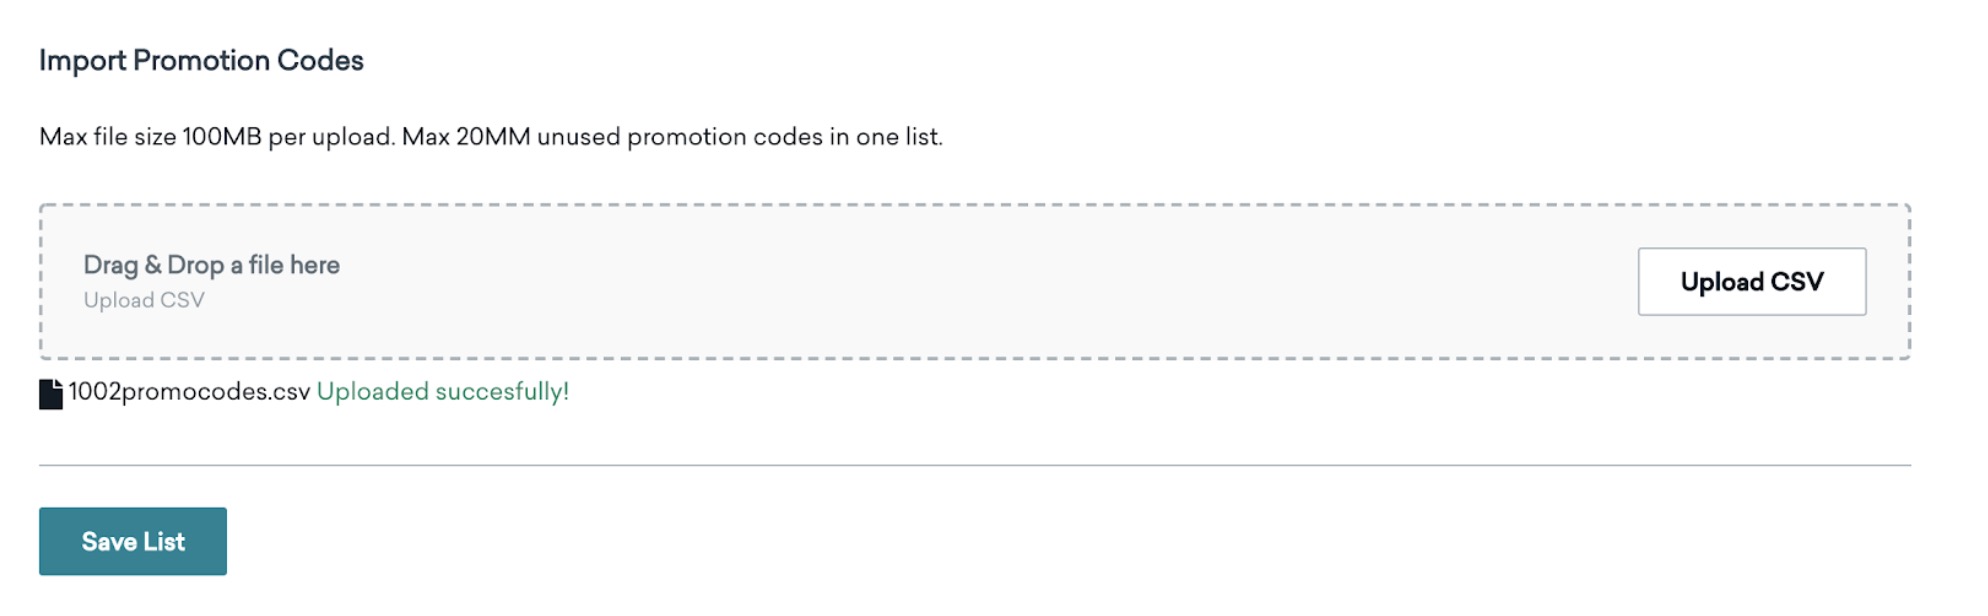 Import Promotion Codes
Max file size 100MB per upload. Max 20MM unused promotion codes in one list.
Drag & Drop a file here
Upload CSV
Upload CSV
1002promocodes.csv Uploaded succesfully!
Save List